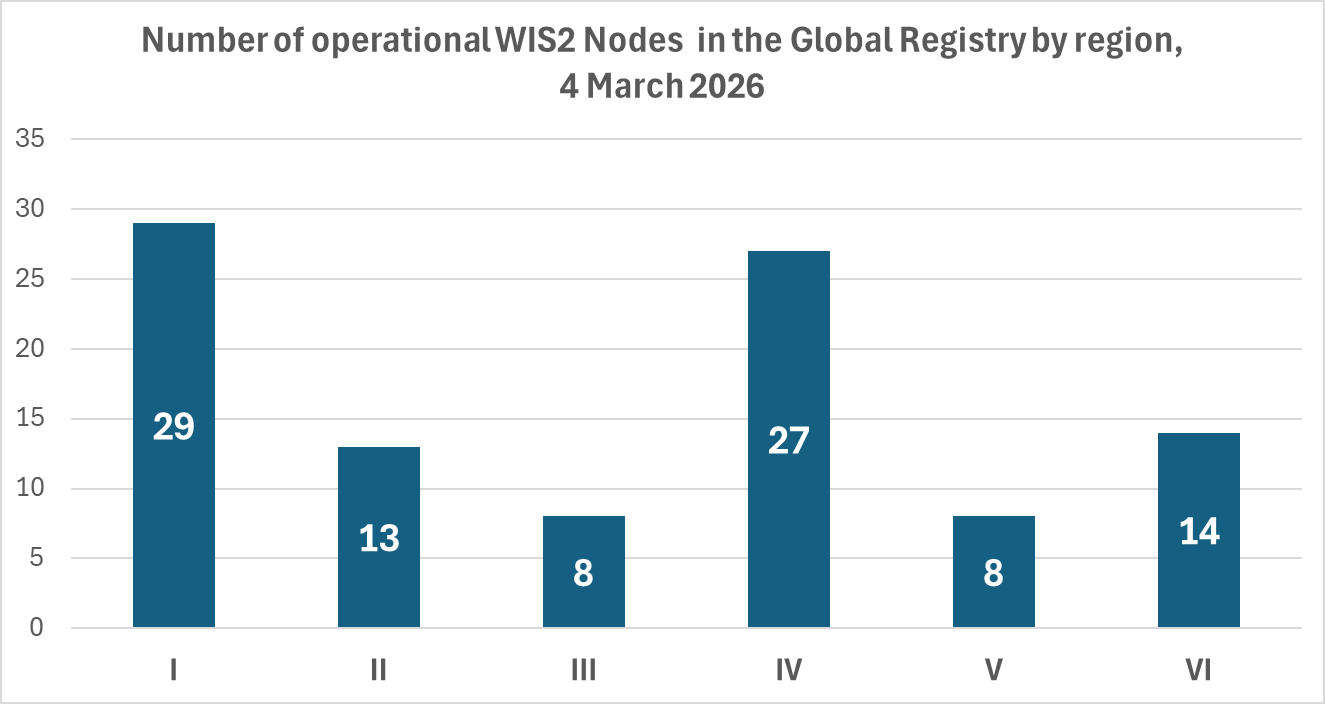 Number of operational WIS2 Nodes in the Global Registry by region,
4 March 2026
35
30
25
20
15
10
5
0
29
13
8
27
8
14
I
II
III
IV
V
VI